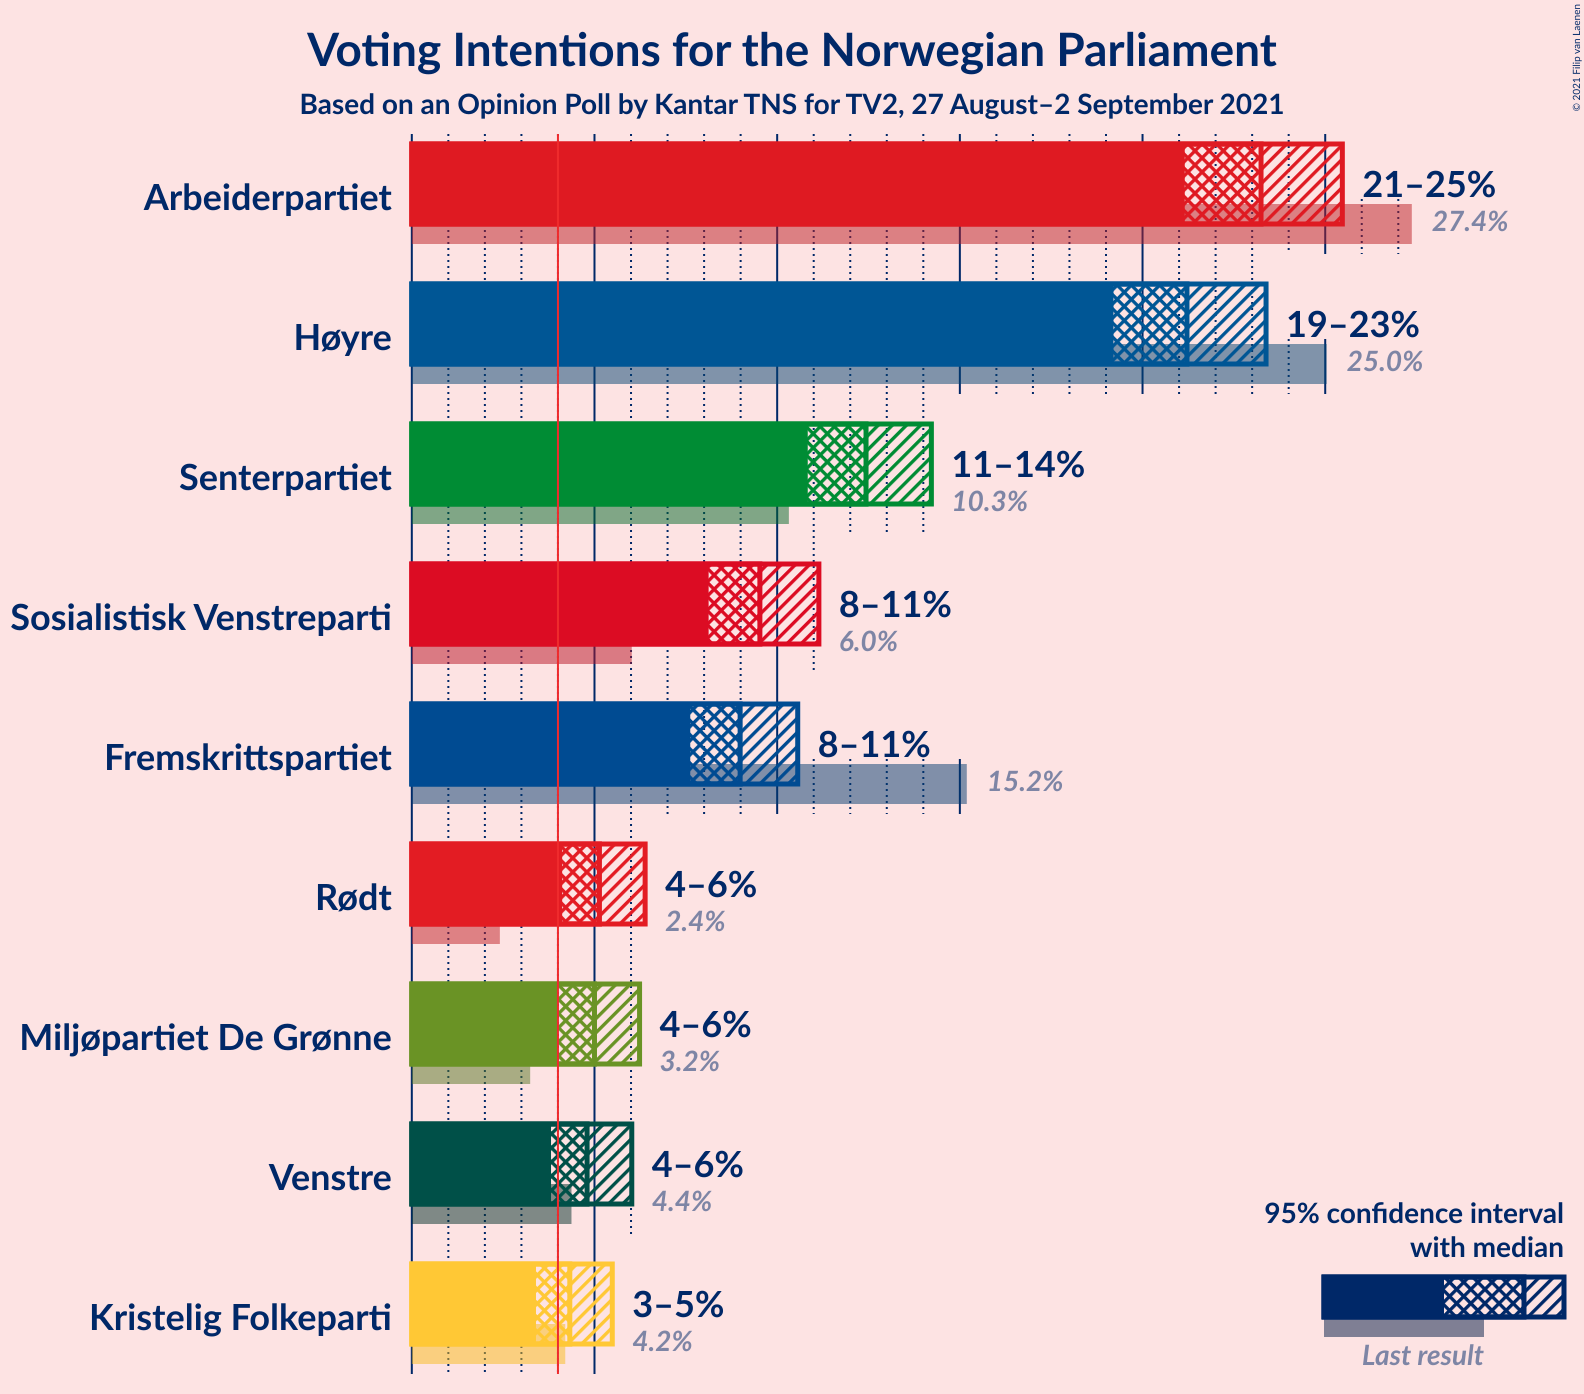 Voting Intentions for the Norwegian Parliament
Based on an Opinion Poll by Kantar TNS for TV2, 27 August–2 September 2021
© 2021 Filip van Laenen
Arbeiderpartiet
21–25%
27.4%
Høyre
19–23%
25.0%
Senterpartiet
11–14%
10.3%
Sosialistisk Venstreparti
8–11%
6.0%
Fremskrittspartiet
8–11%
15.2%
Rødt
4–6%
2.4%
Miljøpartiet De Grønne
4–6%
3.2%
Venstre
4–6%
4.4%
Kristelig Folkeparti
3–5%
4.2%
95% confidence interval
with median
Last result